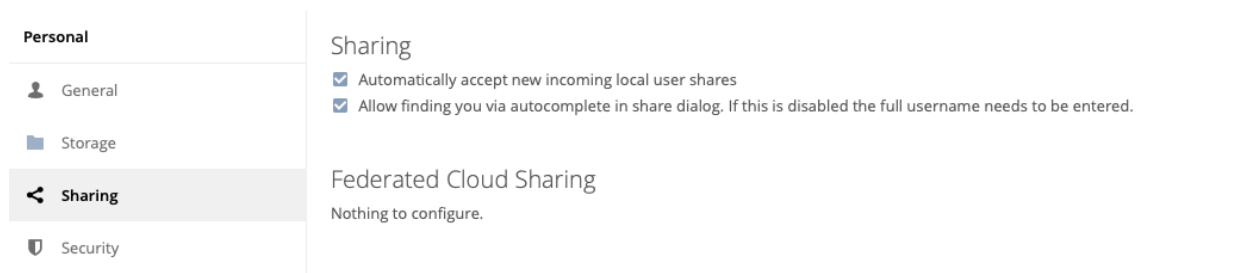 Personal
General
Storage
Sharing
Security
Sharing
Automatically accept new incoming local user shares
Allow finding you via autocomplete in share dialog. If this is disabled the full username needs to be entered.
Federated Cloud Sharing
Nothing to configure.